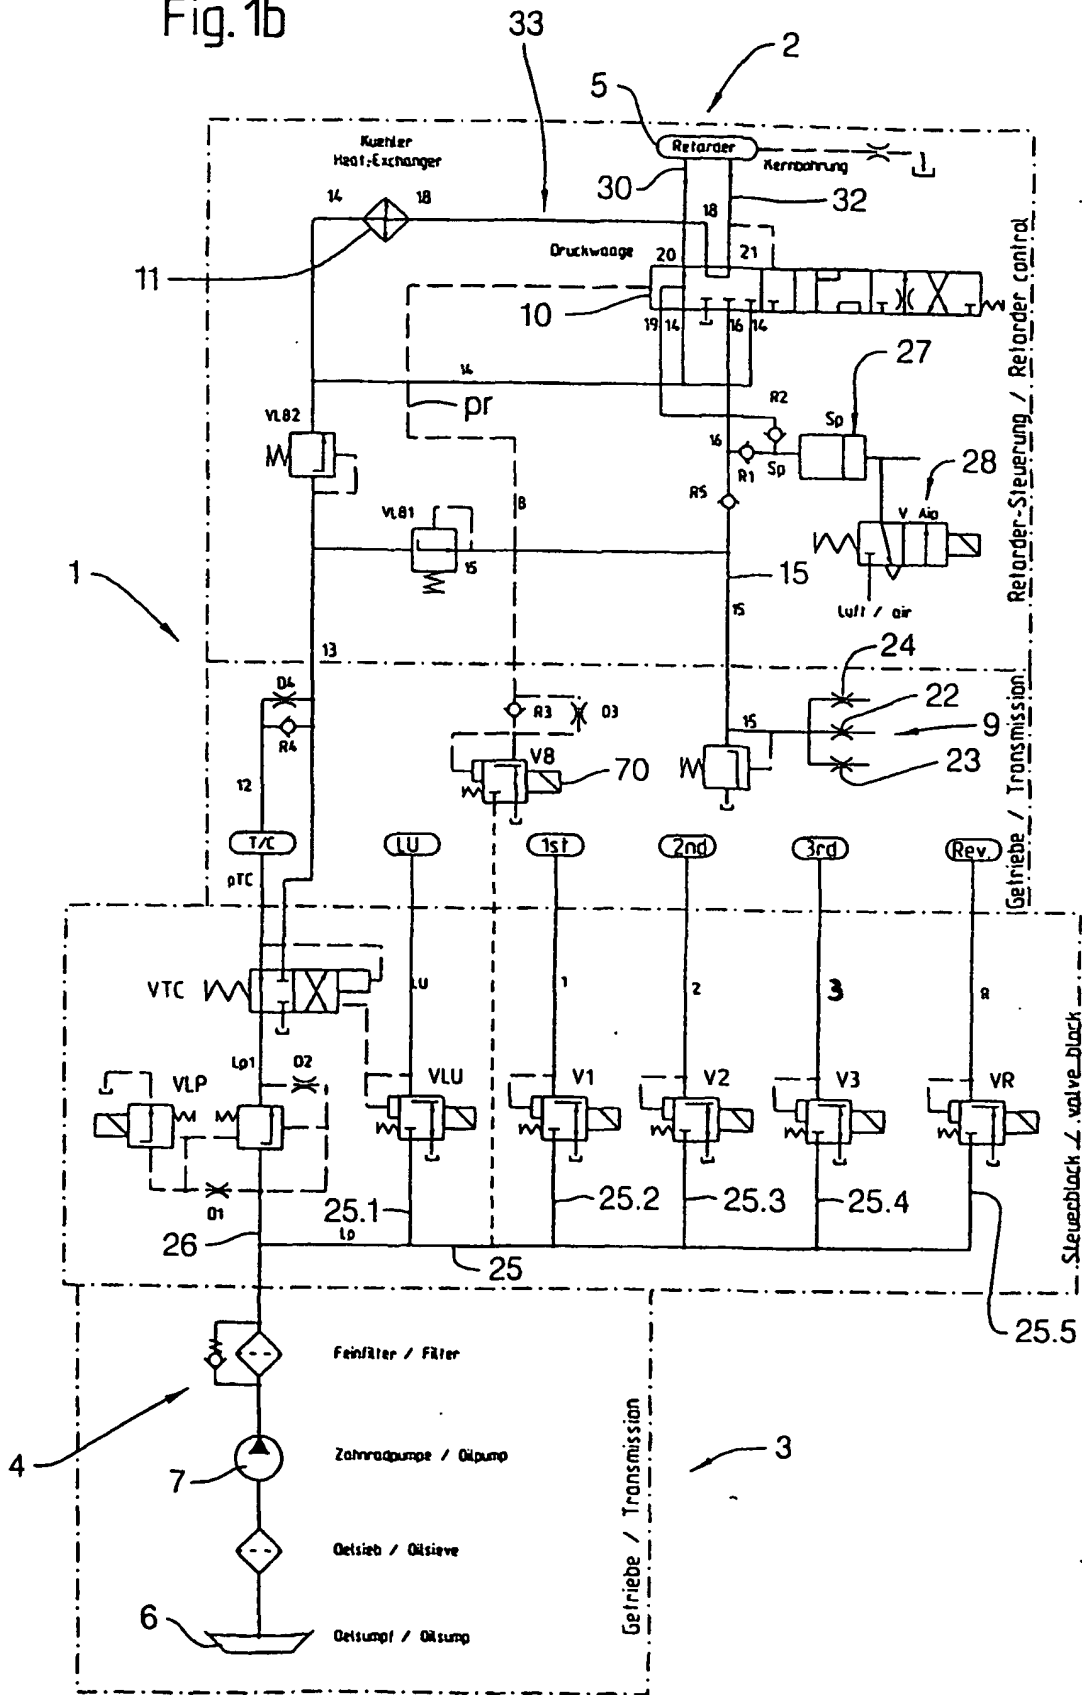 Fig. 1b
33
2
5
Kuehler
Heat-Exchanger
Retarder
Kernbohrung
30
32
14
18
18
11
Druckwaage
20
21
10
19
14
16
14
14
pr
27
R2
Sp
VLB2
16
R1
Sp
28
R5
8
V
VLB1
15
15
1
15
Luft / air
Retarder-Steuerung / Retarder control
13
24
D4
R3
D3
15
22
9
R4
V8
70
23
12
T/C
LU
1st
2nd
3rd
Rev.
pTC
Getriebe / Transmission
VTC
LU
1
2
3
R
Lp1
D2
VLP
VLU
V1
V2
V3
VR
D1
25.1
25.2
25.3
25.4
26
Lp
25
Steuerblock / valve block
25.5
Feinfilter / Filter
4
Zahnradpumpe / Oilpump
3
7
Oelsieb / Oilsieve
6
Oelsumpf / Oilsump
Getriebe / Transmission